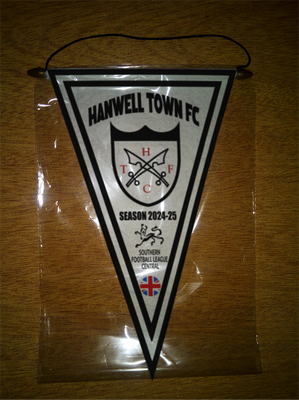 HANWELL TOWN FC
H
T F
C
SEASON 2024-25
SOUTHERN
FOOTBALL LEAGUE
CENTRAL